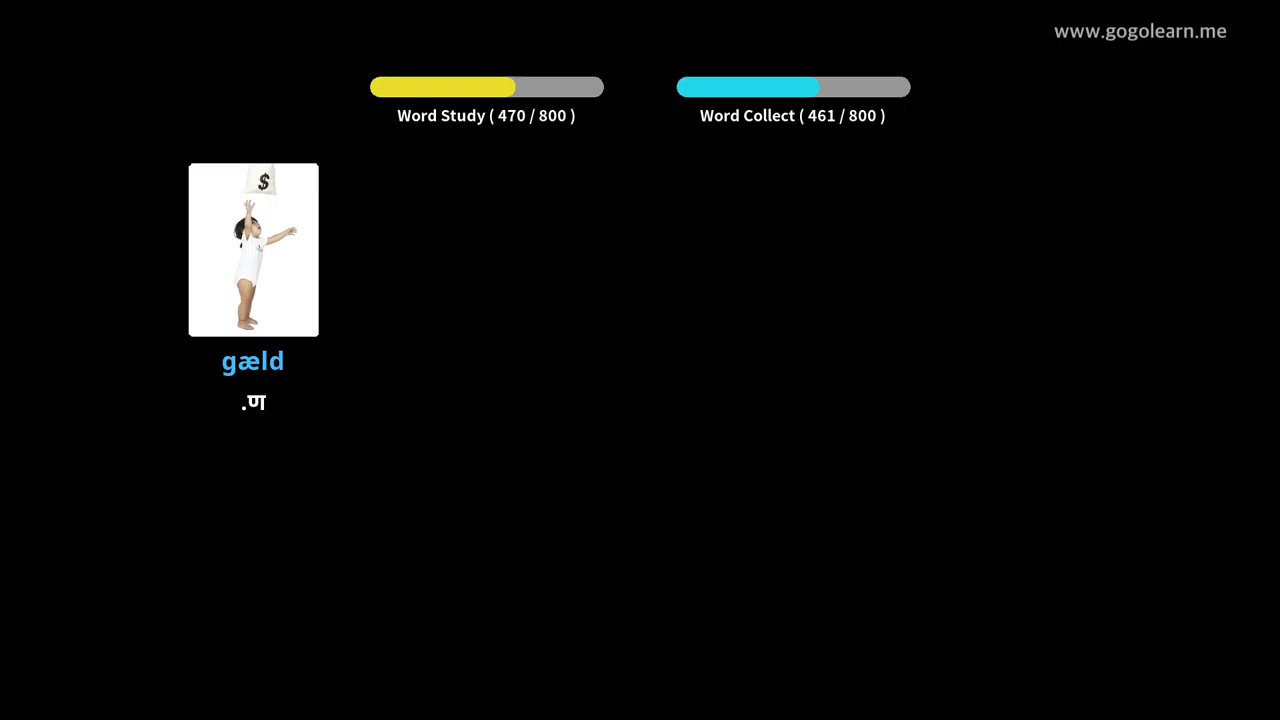 www.gogolearn.me
Word Study ( 470 / 800 )
Word Collect ( 461 / 800 )
$
gæld
.ण